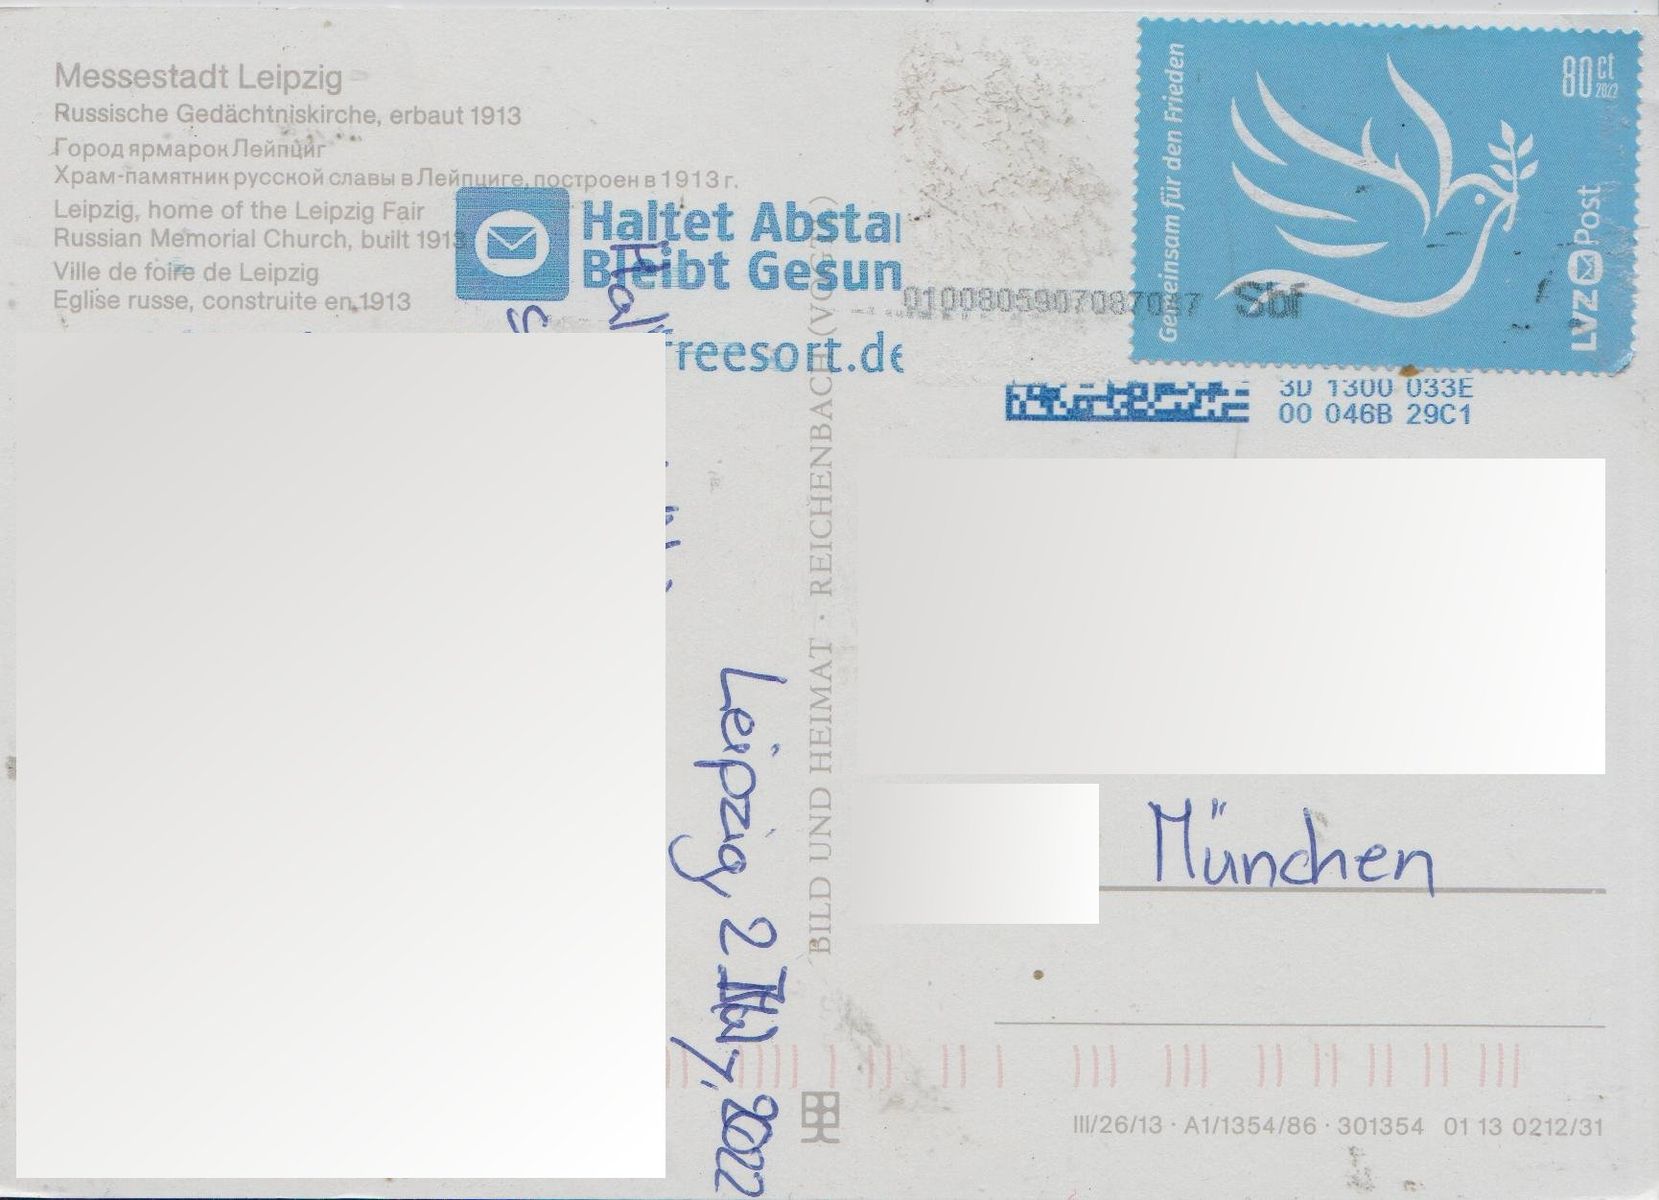 Messestadt Leipzig
Russische Gedächtniskirche, erbaut 1913
Город ярмарок Лейпциг
Храм-памятник русской славы в Лейпциге, построен в 1913 г.
Leipzig, home of the Leipzig Fair
Russian Memorial Church, built 1913
Ville de foire de Leipzig
Eglise russe, construite en 1913
Haltet Abstan
Bleibt Gesun
freesort.de
Gemeinsam für den Frieden
80 ct
2022
LVZ Post
Sbf
3D 1300 033E
00 046B 29C1
BILD UND HEIMAT · REICHENBACH (VOGTL)
Leipzig, 2 July, 2022
München
III/26/13 · A1/1354/86 · 301354 01 13 0212/31